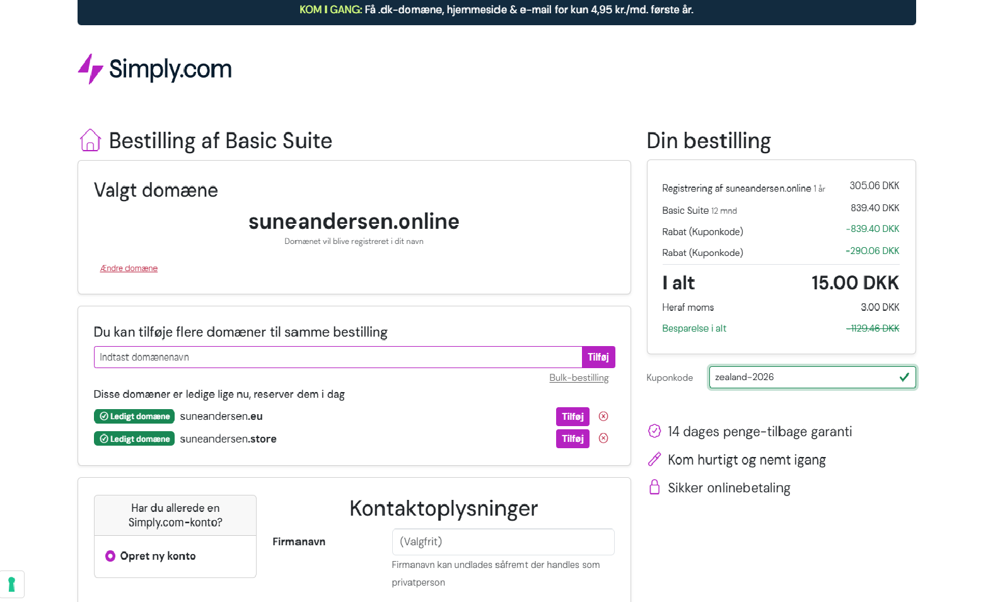 KOM I GANG: Få .dk-domæne, hjemmeside & e-mail for kun 4,95 kr./md. første år.
Simply.com
Bestilling af Basic Suite
Valgt domæne
suneandersen.online
Domænet vil blive registreret i dit navn
Ændre domæne
Du kan tilføje flere domæner til samme bestilling
Indtast domænenavn
Tilføj
Bulk-bestilling
Disse domæner er ledige lige nu, reserver dem i dag
Ledigt domæne suneandersen.eu Tilføj
Ledigt domæne suneandersen.store Tilføj
Har du allerede en
Simply.com-konto?
Opret ny konto
Kontaktoplysninger
Firmanavn (Valgfrit)
Firmanavn kan undlades såfremt der handles som
privatperson
Din bestilling
Registrering af suneandersen.online 1 år 305.06 DKK
Basic Suite 12 mnd 839.40 DKK
Rabat (Kuponkode) -839.40 DKK
Rabat (Kuponkode) -290.06 DKK
I alt 15.00 DKK
Heraf moms 3.00 DKK
Besparelse i alt -1129.46 DKK
Kuponkode zealand-2026
14 dages penge-tilbage garanti
Kom hurtigt og nemt igang
Sikker onlinebetaling